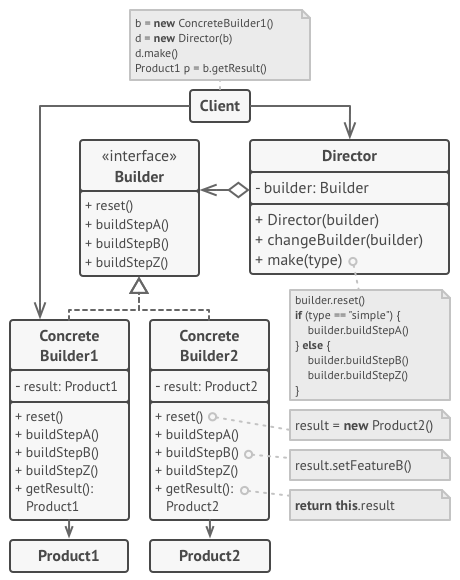 b = new ConcreteBuilder1()
d = new Director(b)
d.make()
Product1 p = b.getResult()
Client
«interface»
Builder
+ reset()
+ buildStepA()
+ buildStepB()
+ buildStepZ()
Director
- builder: Builder
+ Director(builder)
+ changeBuilder(builder)
+ make(type)
builder.reset()
if (type == "simple") {
builder.buildStepA()
} else {
builder.buildStepB()
builder.buildStepZ()
}
Concrete
Builder1
- result: Product1
+ reset()
+ buildStepA()
+ buildStepB()
+ buildStepZ()
+ getResult():
Product1
Concrete
Builder2
- result: Product2
+ reset()
+ buildStepA()
+ buildStepB()
+ buildStepZ()
+ getResult():
Product2
result = new Product2()
result.setFeatureB()
return this.result
Product1
Product2